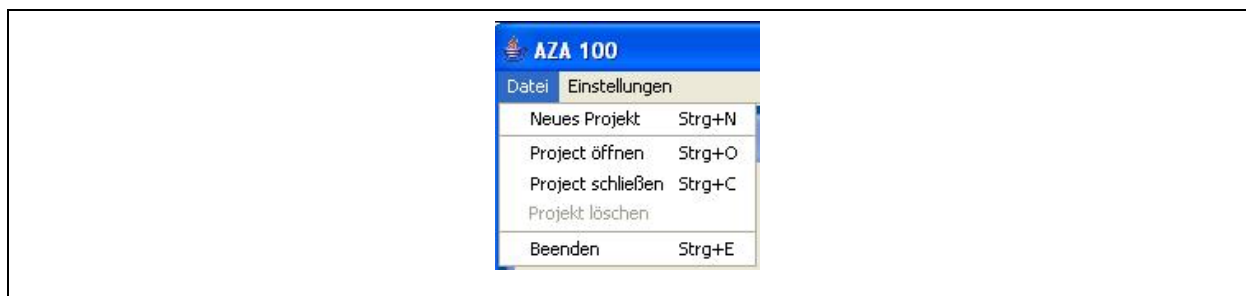 AZA 100
Datei Einstellungen
Neues Projekt Strg+N
Project öffnen Strg+O
Project schließen Strg+C
Projekt löschen
Beenden Strg+E